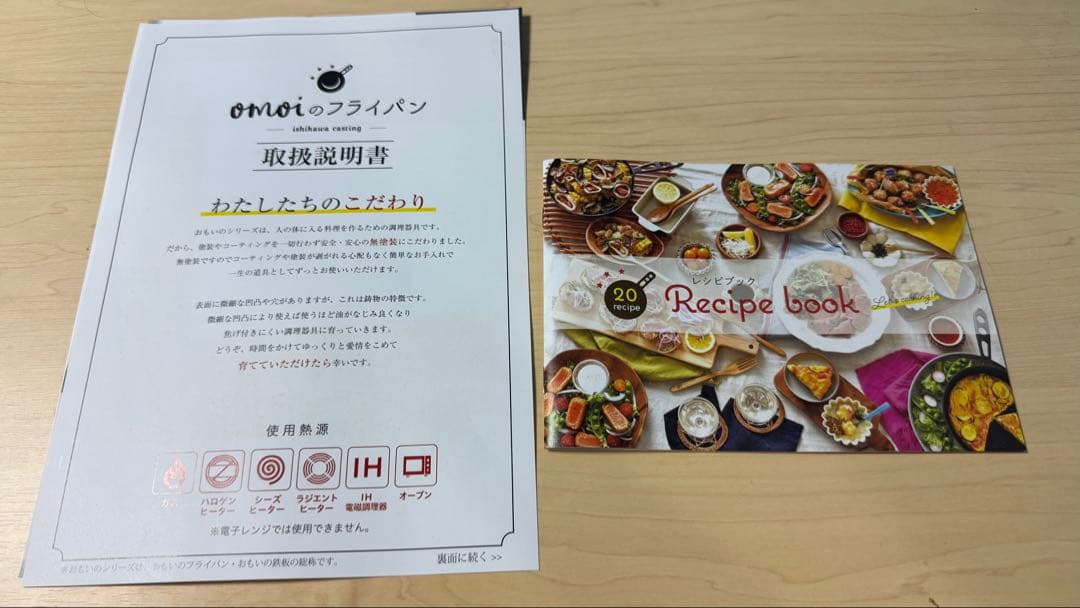 omoiのフライパン
ishikawa casting
取扱説明書
わたしたちのこだわり
おもいのシリーズは、人の体に入る料理を作るための調理器具です。
だから、塗装やコーティングを一切行わず安全・安心の無塗装にこだわりました。
無塗装ですのでコーティングや塗装が剥がれる心配もなく簡単なお手入れで
一生の道具としてずっとお使いいただけます。
表面に微細な凹凸や穴がありますが、これは鋳物の特徴です。
微細な凹凸により使えば使うほど油がなじみ良くなり
焦げ付きにくい調理器具に育っていきます。
どうぞ、時間をかけてゆっくりと愛情をこめて
育てていただけたら幸いです。
使用熱源
ガス
ハロゲン
ヒーター
シーズ
ヒーター
ラジエント
ヒーター
IH
IH
電磁調理器
オーブン
※電子レンジでは使用できません。
裏面に続く >>
※おもいのシリーズは、おもいのフライパン・おもいの鉄板の総称です。
20
recipe
レシピブック
Recipe book
Let's cooking!